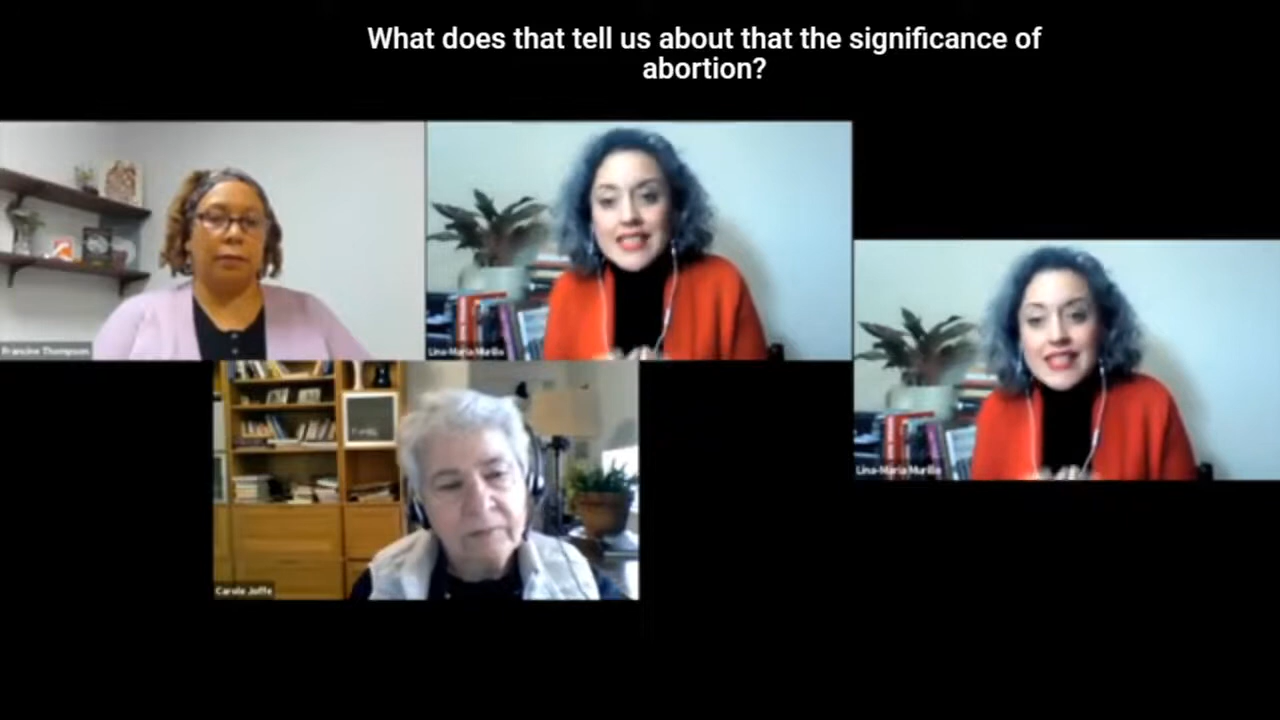 What does that tell us about that the significance of
abortion?
Francine Thompson
Lina-Maria Murillo
Lina-Maria Murillo
Carole Joffe